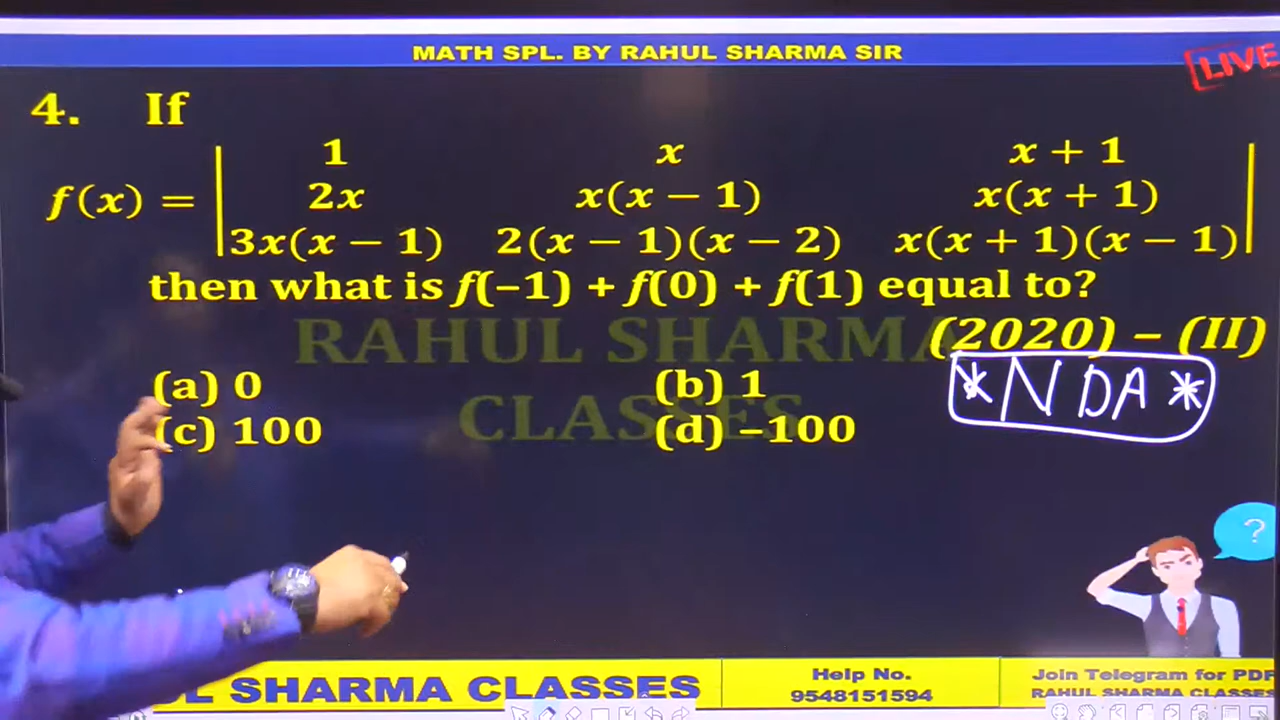 MATH SPL. BY RAHUL SHARMA SIR
LIVE
4. If
1 x x + 1
f(x) = 2x x(x − 1) x(x + 1)
3x(x − 1) 2(x − 1)(x − 2) x(x + 1)(x − 1)
then what is f(−1) + f(0) + f(1) equal to?
(2020) − (II)
RAHUL SHARMA
CLASSES
*NDA*
(a) 0 (b) 1
(c) 100 (d) −100
?
SHARMA CLASSES
Help No.
9548151594
Join Telegram for PDF
RAHUL SHARMA CLASSES